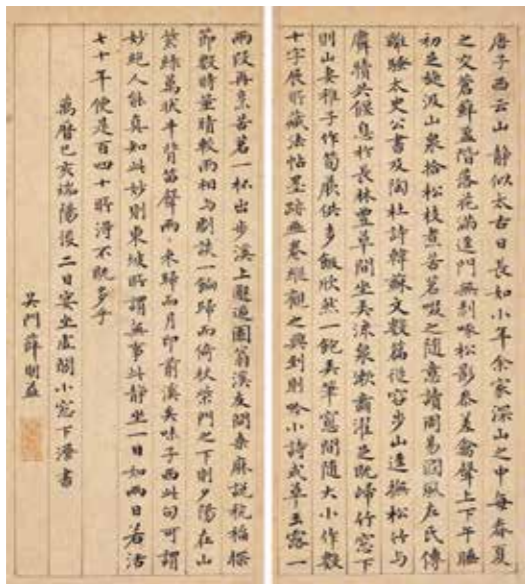 唐子西云山靜似太古日長如小年余家深山之中每春夏
之交蒼蘚盈階落花滿逕門無剝啄松影參差禽聲上下午睡
初足旋汲山泉拾松枝煮苦茗啜之隨意讀周易國風左氏傳
離騷太史公書及陶杜詩韓蘇文數篇從容步山逕撫松竹與
麛犢共偃息於長林豐草間坐弄流泉漱齒濯足既歸竹窓下
則山妻稚子作筍蕨供麥飯欣然一飽弄筆窓間隨大小作數
十字展所藏法帖墨跡畫卷縱觀之興到則吟小詩或草玉露一
兩段再烹苦茗一杯出步溪上邂逅園翁溪友問桑麻說秔稻探
節數時量晴較雨相與劇談一餉歸而倚杖柴門之下則夕陽在山
紫綠萬狀牛背笛聲兩、來歸而月印前溪矣味子西此句可謂
妙絕人能真知此妙則東坡所謂無事此靜坐一日如兩日若活
七十年便是百四十所得不既多乎
萬曆己亥端陽後二日坐虛閣小窓下漫書
吳門薛明益